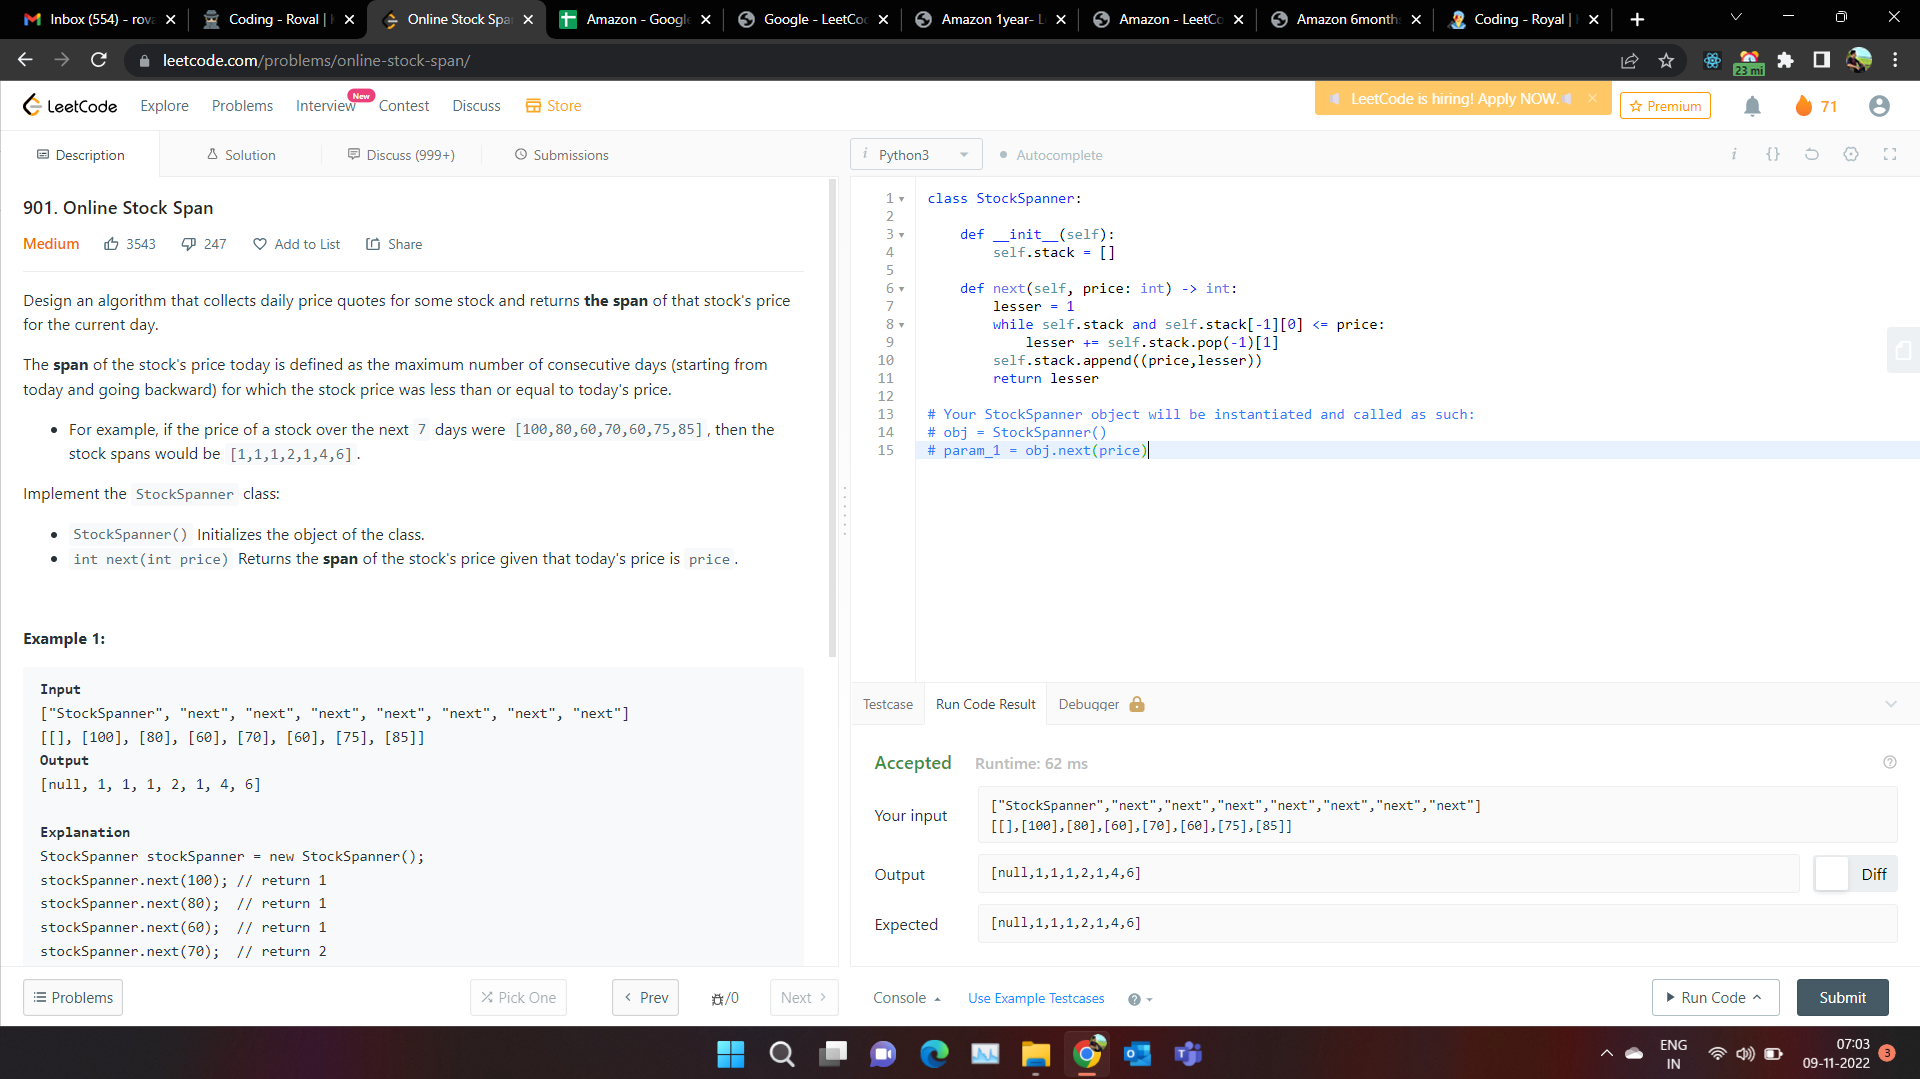 Inbox (554) - rova
Coding - Roval |
Online Stock Spa
Amazon - Google
Google - LeetCo
Amazon 1year- L
Amazon - LeetCo
Amazon 6month
Coding - Royal |
leetcode.com/problems/online-stock-span/
23 mi
LeetCode
Explore
Problems
Interview
New
Contest
Discuss
Store
LeetCode is hiring! Apply NOW.
Premium
71
Description
Solution
Discuss (999+)
Submissions
i Python3
Autocomplete
901. Online Stock Span
Medium
3543
247
Add to List
Share
Design an algorithm that collects daily price quotes for some stock and returns the span of that stock's price
for the current day.
The span of the stock's price today is defined as the maximum number of consecutive days (starting from
today and going backward) for which the stock price was less than or equal to today's price.
• For example, if the price of a stock over the next 7 days were [100,80,60,70,60,75,85], then the
stock spans would be [1,1,1,2,1,4,6].
Implement the StockSpanner class:
• StockSpanner() Initializes the object of the class.
• int next(int price) Returns the span of the stock's price given that today's price is price.
Example 1:
Input
["StockSpanner", "next", "next", "next", "next", "next", "next", "next"]
[[], [100], [80], [60], [70], [60], [75], [85]]
Output
[null, 1, 1, 1, 2, 1, 4, 6]
Explanation
StockSpanner stockSpanner = new StockSpanner();
stockSpanner.next(100); // return 1
stockSpanner.next(80);  // return 1
stockSpanner.next(60);  // return 1
stockSpanner.next(70);  // return 2
1 class StockSpanner:
2
3     def __init__(self):
4         self.stack = []
5
6     def next(self, price: int) -> int:
7         lesser = 1
8         while self.stack and self.stack[-1][0] <= price:
9             lesser += self.stack.pop(-1)[1]
10         self.stack.append((price,lesser))
11         return lesser
12
13 # Your StockSpanner object will be instantiated and called as such:
14 # obj = StockSpanner()
15 # param_1 = obj.next(price)
Testcase
Run Code Result
Debugger
Accepted
Runtime: 62 ms
Your input
["StockSpanner","next","next","next","next","next","next","next"]
[[],[100],[80],[60],[70],[60],[75],[85]]
Output
[null,1,1,1,2,1,4,6]
Diff
Expected
[null,1,1,1,2,1,4,6]
Problems
Pick One
Prev
/0
Next
Console
Use Example Testcases
Run Code
Submit
ENG
IN
07:03
09-11-2022
3